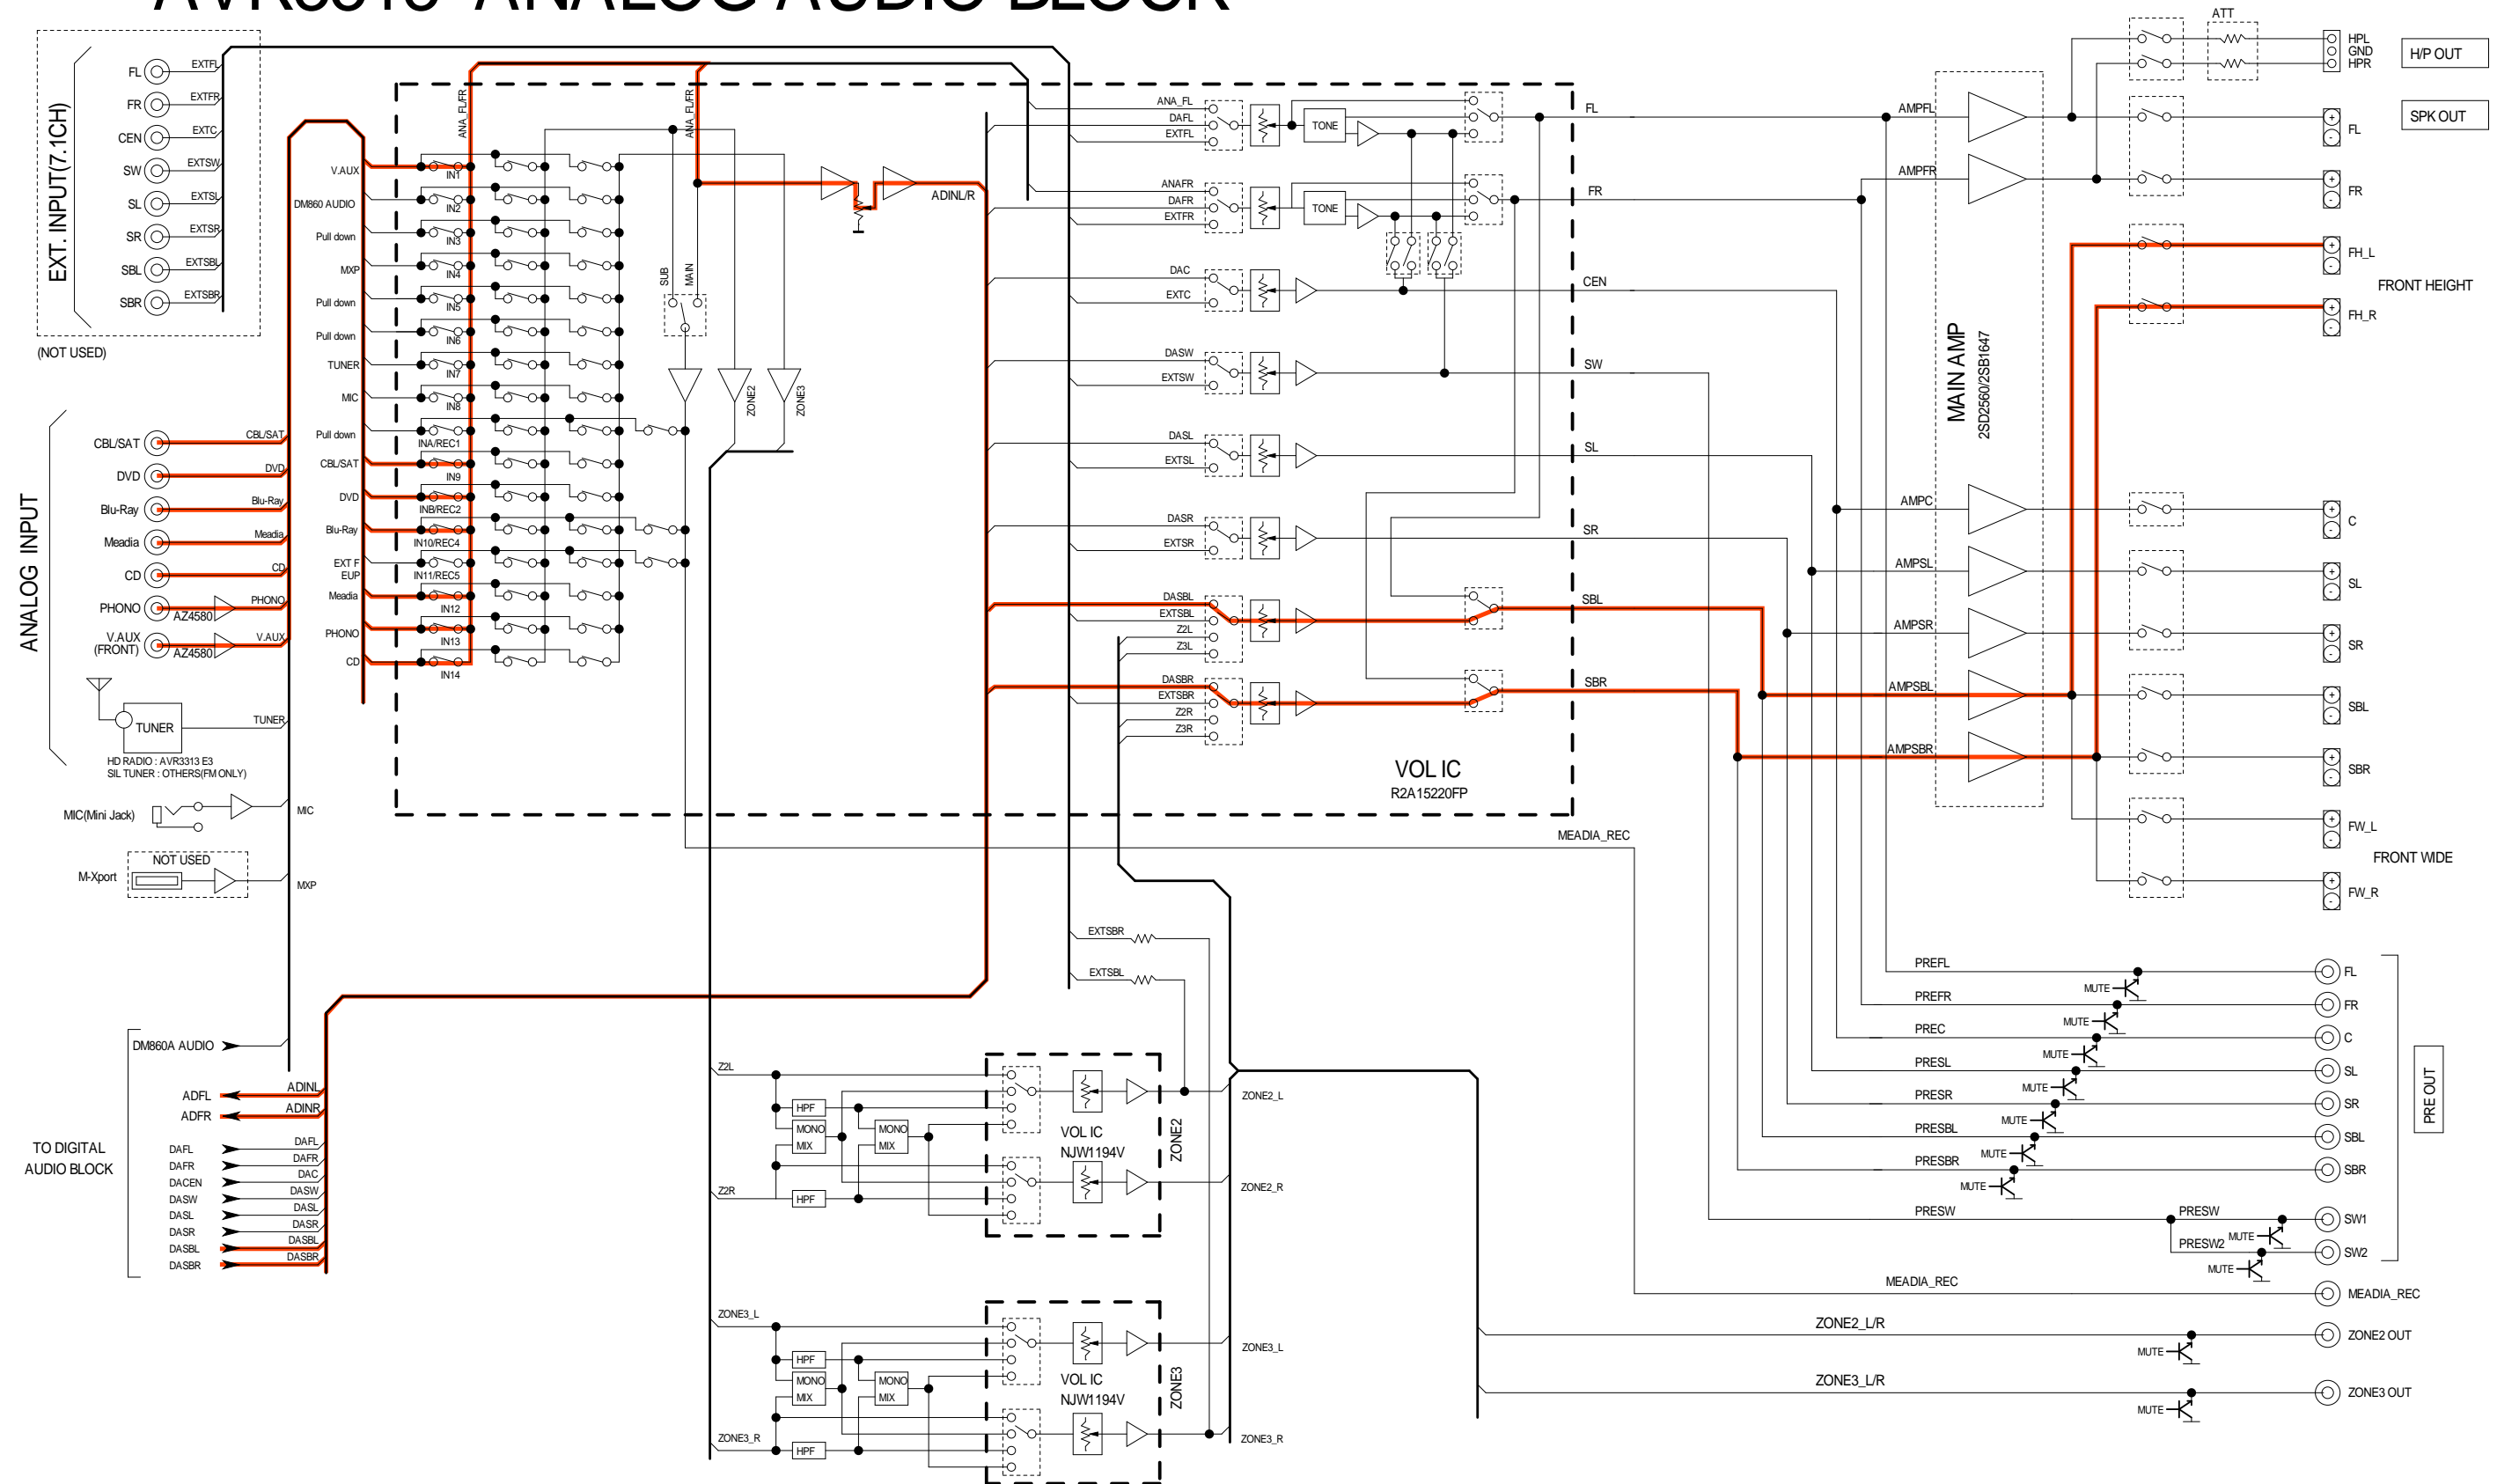 AVR3313 ANALOG AUDIO BLOCK
EXT. INPUT(7.1CH)
FL
EXTFL
FR
EXTFR
CEN
EXTC
SW
EXTSW
SL
EXTSL
SR
EXTSR
SBL
EXTSBL
SBR
EXTSBR
(NOT USED)
ANALOG INPUT
CBL/SAT
CBL/SAT
DVD
DVD
Blu-Ray
Blu-Ray
Meadia
Meadia
CD
CD
PHONO
AZ4580
PHONO
V.AUX
(FRONT)
AZ4580
V.AUX
TUNER
TUNER
HD RADIO : AVR3313 E3
SIL TUNER : OTHERS(FM ONLY)
MIC(Mini Jack)
MIC
NOT USED
M-Xport
MXP
V.AUX
DM860 AUDIO
Pull down
MXP
Pull down
Pull down
TUNER
MIC
Pull down
CBL/SAT
DVD
Blu-Ray
EXT F
EUP
Meadia
PHONO
CD
IN1
IN2
IN3
IN4
IN5
IN6
IN7
IN8
INA/REC1
IN9
INB/REC2
IN10/REC4
IN11/REC5
IN12
IN13
IN14
ANA_FL/FR
ANA_FL/FR
SUB
MAIN
ZONE2
ZONE3
ADINL/R
ANA_FL
DAFL
EXTFL
TONE
FL
ANAFR
DAFR
EXTFR
TONE
FR
DAC
EXTC
CEN
DASW
EXTSW
SW
DASL
EXTSL
SL
DASR
EXTSR
SR
DASBL
EXTSBL
Z2L
Z3L
SBL
DASBR
EXTSBR
Z2R
Z3R
SBR
VOL IC
R2A15220FP
MEADIA_REC
EXTSBR
EXTSBL
MAIN AMP
2SD2560/2SB1647
AMPFL
AMPFR
AMPC
AMPSL
AMPSR
AMPSBL
AMPSBR
ATT
HPL
GND
HPR
H/P OUT
SPK OUT
+
-
FL
+
-
FR
+
-
FH_L
FRONT HEIGHT
+
-
FH_R
+
-
C
+
-
SL
+
-
SR
+
-
SBL
+
-
SBR
+
-
FW_L
FRONT WIDE
+
-
FW_R
PREFL
MUTE
FL
PREFR
MUTE
FR
PREC
MUTE
C
PRESL
MUTE
SL
PRESR
MUTE
SR
PRESBL
MUTE
SBL
PRESBR
MUTE
SBR
PRESW
PRESW
MUTE
SW1
PRESW2
MUTE
SW2
PRE OUT
MEADIA_REC
MEADIA_REC
ZONE2_L/R
MUTE
ZONE2 OUT
ZONE3_L/R
MUTE
ZONE3 OUT
DM860A AUDIO
ADFL
ADINL
ADFR
ADINR
TO DIGITAL
AUDIO BLOCK
DAFL
DAFL
DAFR
DAFR
DACEN
DAC
DASW
DASW
DASL
DASL
DASR
DASR
DASBL
DASBL
DASBR
DASBR
Z2L
HPF
MONO
MIX
MONO
MIX
Z2R
HPF
VOL IC
NJW1194V
ZONE2
ZONE2_L
ZONE2_R
ZONE3_L
HPF
MONO
MIX
MONO
MIX
ZONE3_R
HPF
VOL IC
NJW1194V
ZONE3
ZONE3_L
ZONE3_R